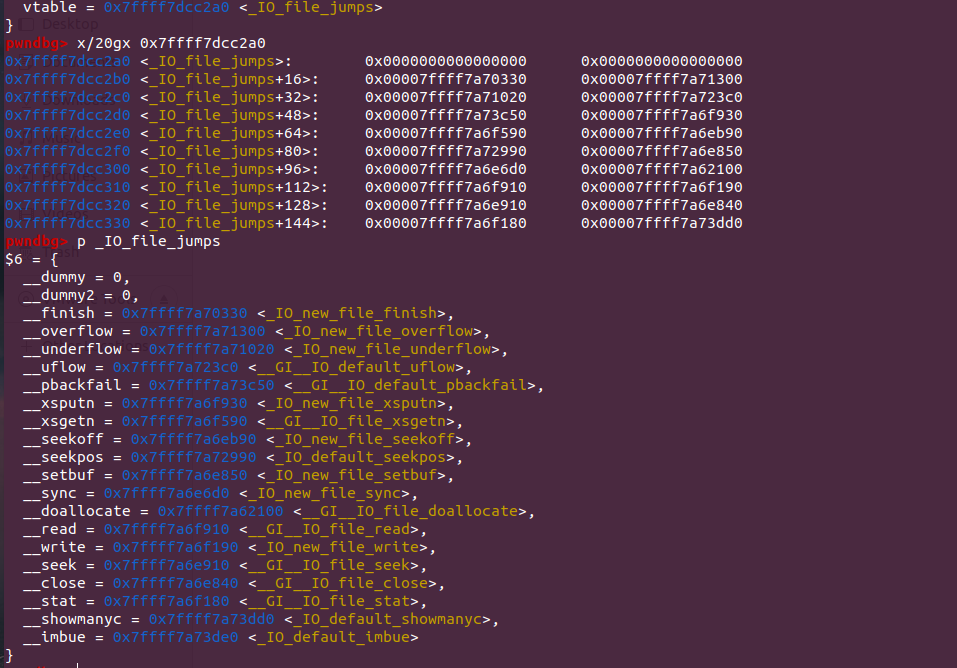 vtable = 0x7ffff7dcc2a0 <_IO_file_jumps>
}
pwndbg> x/20gx 0x7ffff7dcc2a0
0x7ffff7dcc2a0 <_IO_file_jumps>: 0x0000000000000000 0x0000000000000000
0x7ffff7dcc2b0 <_IO_file_jumps+16>: 0x00007ffff7a70330 0x00007ffff7a71300
0x7ffff7dcc2c0 <_IO_file_jumps+32>: 0x00007ffff7a71020 0x00007ffff7a723c0
0x7ffff7dcc2d0 <_IO_file_jumps+48>: 0x00007ffff7a73c50 0x00007ffff7a6f930
0x7ffff7dcc2e0 <_IO_file_jumps+64>: 0x00007ffff7a6f590 0x00007ffff7a6eb90
0x7ffff7dcc2f0 <_IO_file_jumps+80>: 0x00007ffff7a72990 0x00007ffff7a6e850
0x7ffff7dcc300 <_IO_file_jumps+96>: 0x00007ffff7a6e6d0 0x00007ffff7a62100
0x7ffff7dcc310 <_IO_file_jumps+112>: 0x00007ffff7a6f910 0x00007ffff7a6f190
0x7ffff7dcc320 <_IO_file_jumps+128>: 0x00007ffff7a6e910 0x00007ffff7a6e840
0x7ffff7dcc330 <_IO_file_jumps+144>: 0x00007ffff7a6f180 0x00007ffff7a73dd0
pwndbg> p _IO_file_jumps
$6 = {
__dummy = 0,
__dummy2 = 0,
__finish = 0x7ffff7a70330 <_IO_new_file_finish>,
__overflow = 0x7ffff7a71300 <_IO_new_file_overflow>,
__underflow = 0x7ffff7a71020 <_IO_new_file_underflow>,
__uflow = 0x7ffff7a723c0 <__GI__IO_default_uflow>,
__pbackfail = 0x7ffff7a73c50 <__GI__IO_default_pbackfail>,
__xsputn = 0x7ffff7a6f930 <_IO_new_file_xsputn>,
__xsgetn = 0x7ffff7a6f590 <__GI__IO_file_xsgetn>,
__seekoff = 0x7ffff7a6eb90 <_IO_new_file_seekoff>,
__seekpos = 0x7ffff7a72990 <_IO_default_seekpos>,
__setbuf = 0x7ffff7a6e850 <_IO_new_file_setbuf>,
__sync = 0x7ffff7a6e6d0 <_IO_new_file_sync>,
__doallocate = 0x7ffff7a62100 <__GI__IO_file_doallocate>,
__read = 0x7ffff7a6f910 <__GI__IO_file_read>,
__write = 0x7ffff7a6f190 <_IO_new_file_write>,
__seek = 0x7ffff7a6e910 <__GI__IO_file_seek>,
__close = 0x7ffff7a6e840 <__GI__IO_file_close>,
__stat = 0x7ffff7a6f180 <__GI__IO_file_stat>,
__showmanyc = 0x7ffff7a73dd0 <_IO_default_showmanyc>,
__imbue = 0x7ffff7a73de0 <_IO_default_imbue>
}